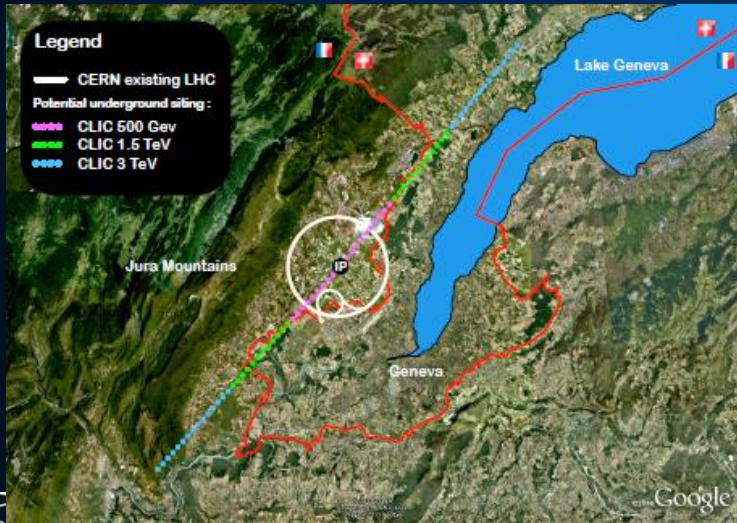 Legend
CERN existing LHC
Potential underground siting :
CLIC 500 Gev
CLIC 1.5 TeV
CLIC 3 TeV
Lake Geneva
Jura Mountains
IP
Geneva
Google